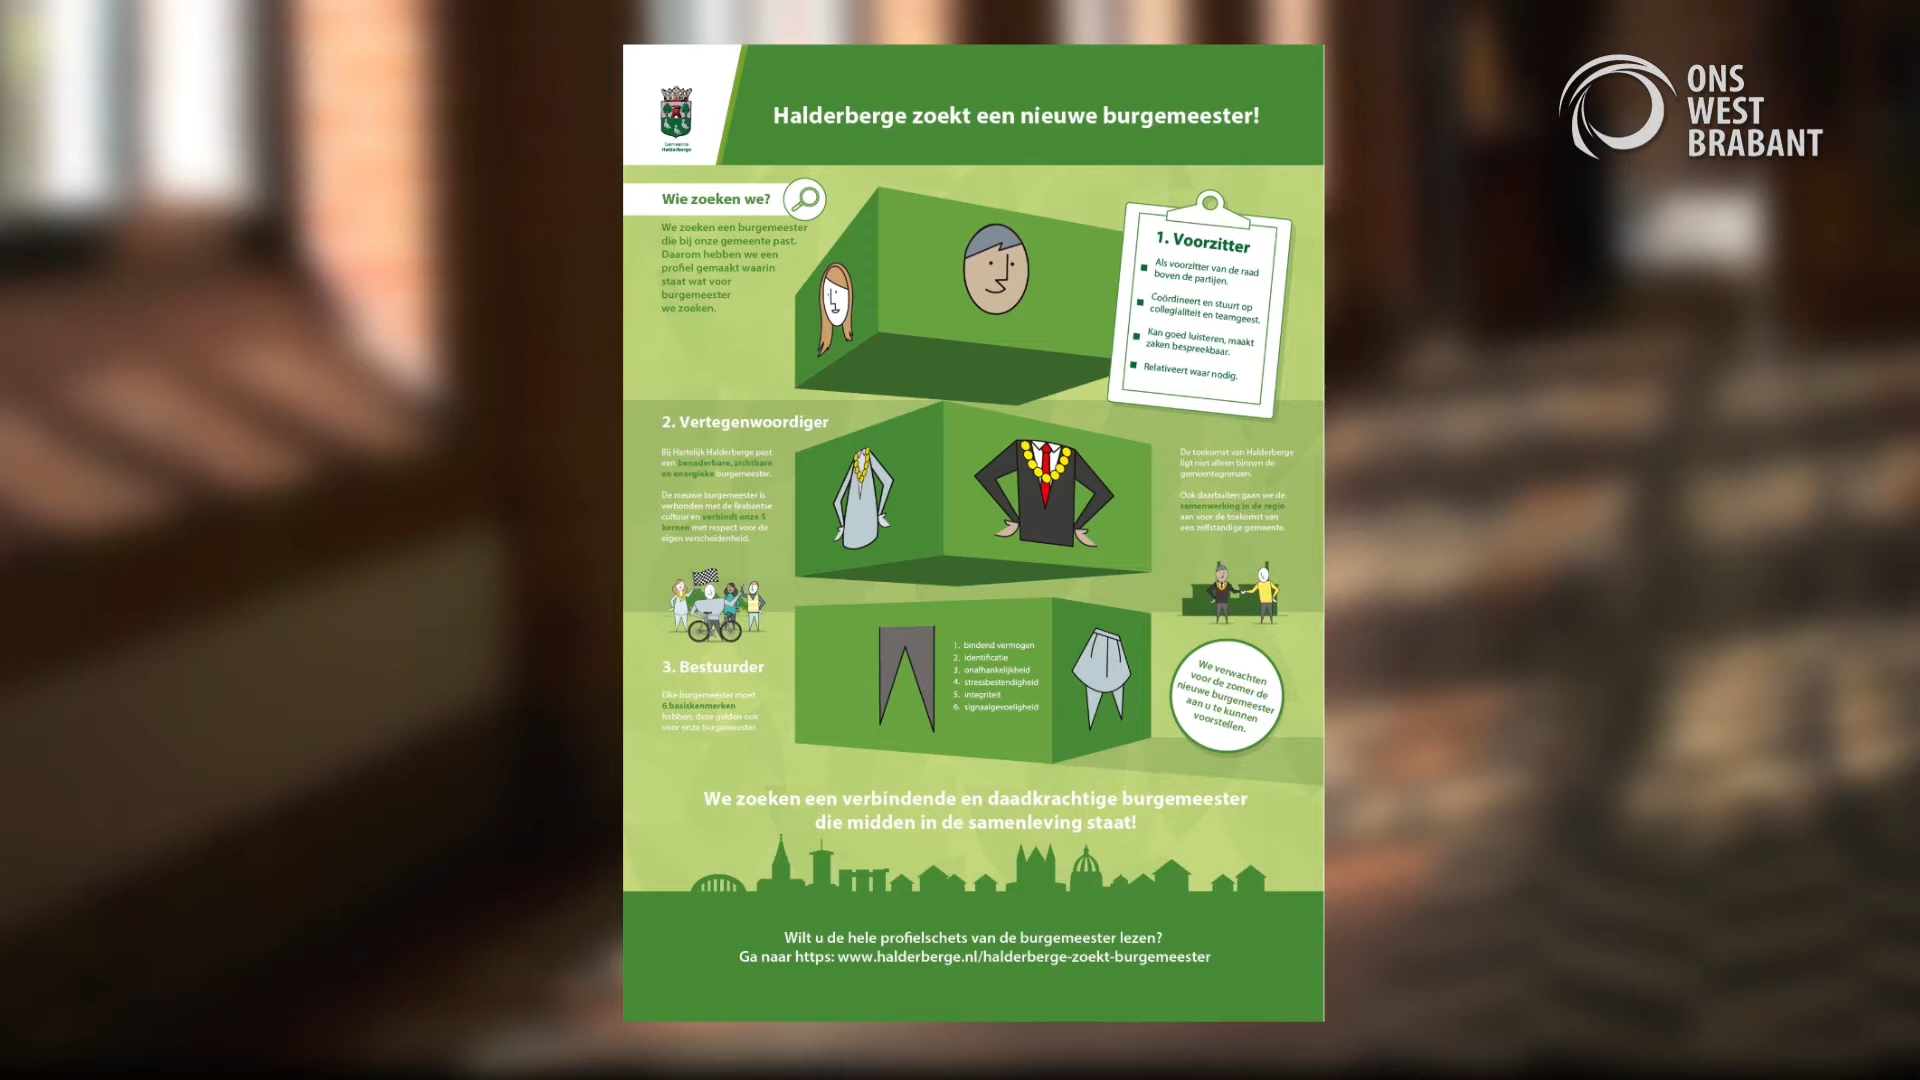 ONS
WEST
BRABANT
Gemeente
Halderberge
Halderberge zoekt een nieuwe burgemeester!
Wie zoeken we?
We zoeken een burgemeester
die bij onze gemeente past.
Daarom hebben we een
profiel gemaakt waarin
staat wat voor
burgemeester
we zoeken.
1. Voorzitter
Als voorzitter van de raad
boven de partijen.
Coördineert en stuurt op
collegialiteit en teamgeest.
Kan goed luisteren, maakt
zaken bespreekbaar.
Relativeert waar nodig.
2. Vertegenwoordiger
Bij Hartelijk Halderberge past
een benaderbare, zichtbare
en energieke burgemeester.
De nieuwe burgemeester is
verbonden met de Brabantse
cultuur en verbindt onze 5
kernen met respect voor de
eigen verscheidenheid.
De toekomst van Halderberge
ligt niet alleen binnen de
gemeentegrenzen.
Ook daarbuiten gaan we de
samenwerking in de regio
aan voor de toekomst van
een zelfstandige gemeente.
3. Bestuurder
Elke burgemeester moet
6 basiskenmerken
hebben, deze gelden ook
voor onze burgemeester.
1. bindend vermogen
2. identificatie
3. onafhankelijkheid
4. stressbestendigheid
5. integriteit
6. signaalgevoeligheid
We verwachten
voor de zomer de
nieuwe burgemeester
aan u te kunnen
voorstellen.
We zoeken een verbindende en daadkrachtige burgemeester
die midden in de samenleving staat!
Wilt u de hele profielschets van de burgemeester lezen?
Ga naar https: www.halderberge.nl/halderberge-zoekt-burgemeester